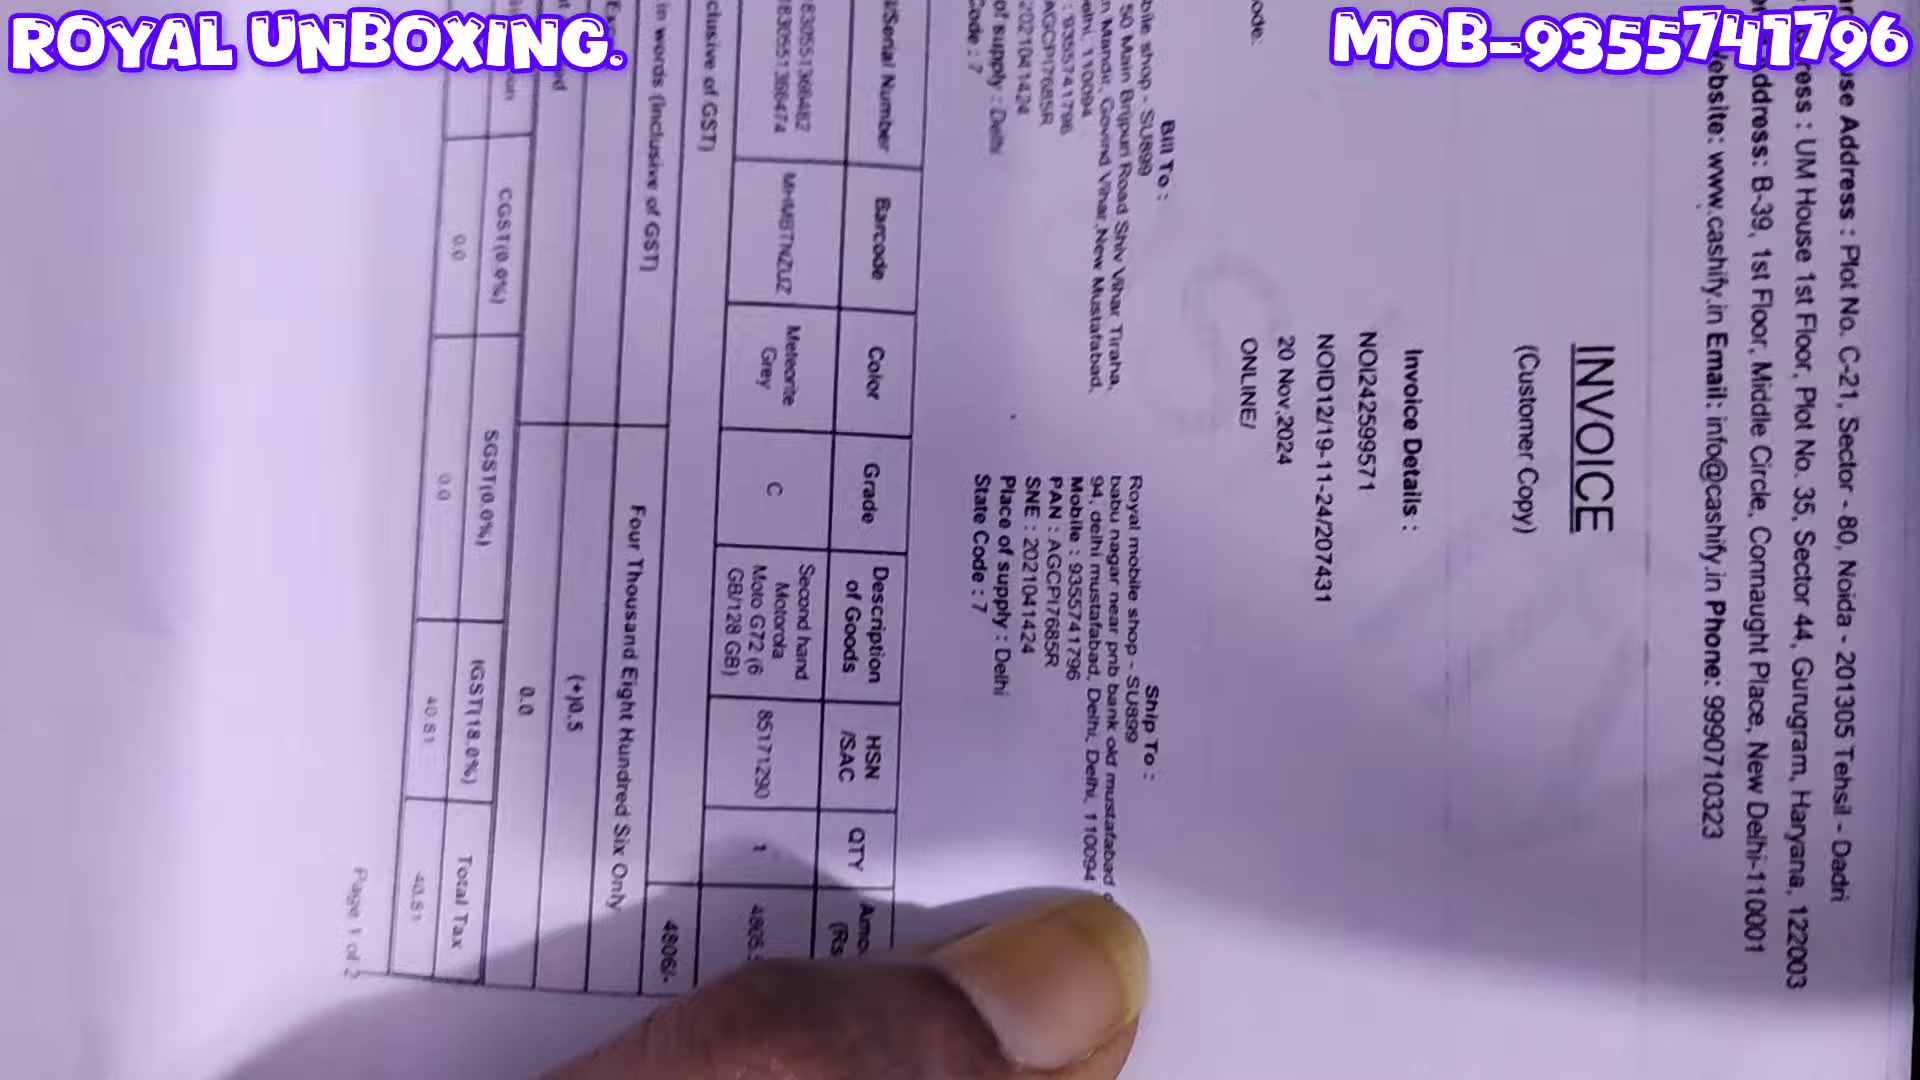 ROYAL UNBOXING.
MOB-9355741796
Address : Plot No. C-21, Sector - 80, Noida - 201305 Tehsil - Dadri
: UM House 1st Floor, Plot No. 35, Sector 44, Gurugram, Haryana, 122003
B-39, 1st Floor, Middle Circle, Connaught Place, New Delhi-110001
www.cashify.in Email: info@cashify.in Phone: 9990710323
INVOICE
(Customer Copy)
Invoice Details :
NOI242599571
NOID12/19-11-24/207431
20 Nov,2024
ONLINE/
Bill To :
shop - SU899
50 Main Brijpuri Road Shiv Vihar Tiraha,
Mandir, Govind Vihar,New Mustafabad,
110094
: 9355741796
AGCPI7685R
2021041424
of supply : Delhi
Code : 7
Ship To :
Royal mobile shop - SU899
babu nagar near pnb bank old mustafabad
94, delhi mustafabad, Delhi, Delhi, 110094
Mobile : 9355741796
PAN : AGCPI7685R
SNE : 2021041424
Place of supply : Delhi
State Code : 7
/Serial Number Barcode Color Grade Description of Goods HSN /SAC QTY
Meteorite Grey C Second hand Motorola Moto G72 (6 GB/128 GB) 85171290 1
of GST) 4806/-
in words (Inclusive of GST) Four Thousand Eight Hundred Six Only
(+)0.5
0.0
CGST(0.0%) SGST(0.0%) IGST(18.0%) Total Tax
0.0 0.0 40.81 40.81
Page 1 of 2